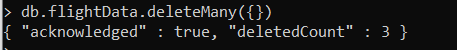 > db.flightData.deleteMany({})
{ "acknowledged" : true, "deletedCount" : 3 }